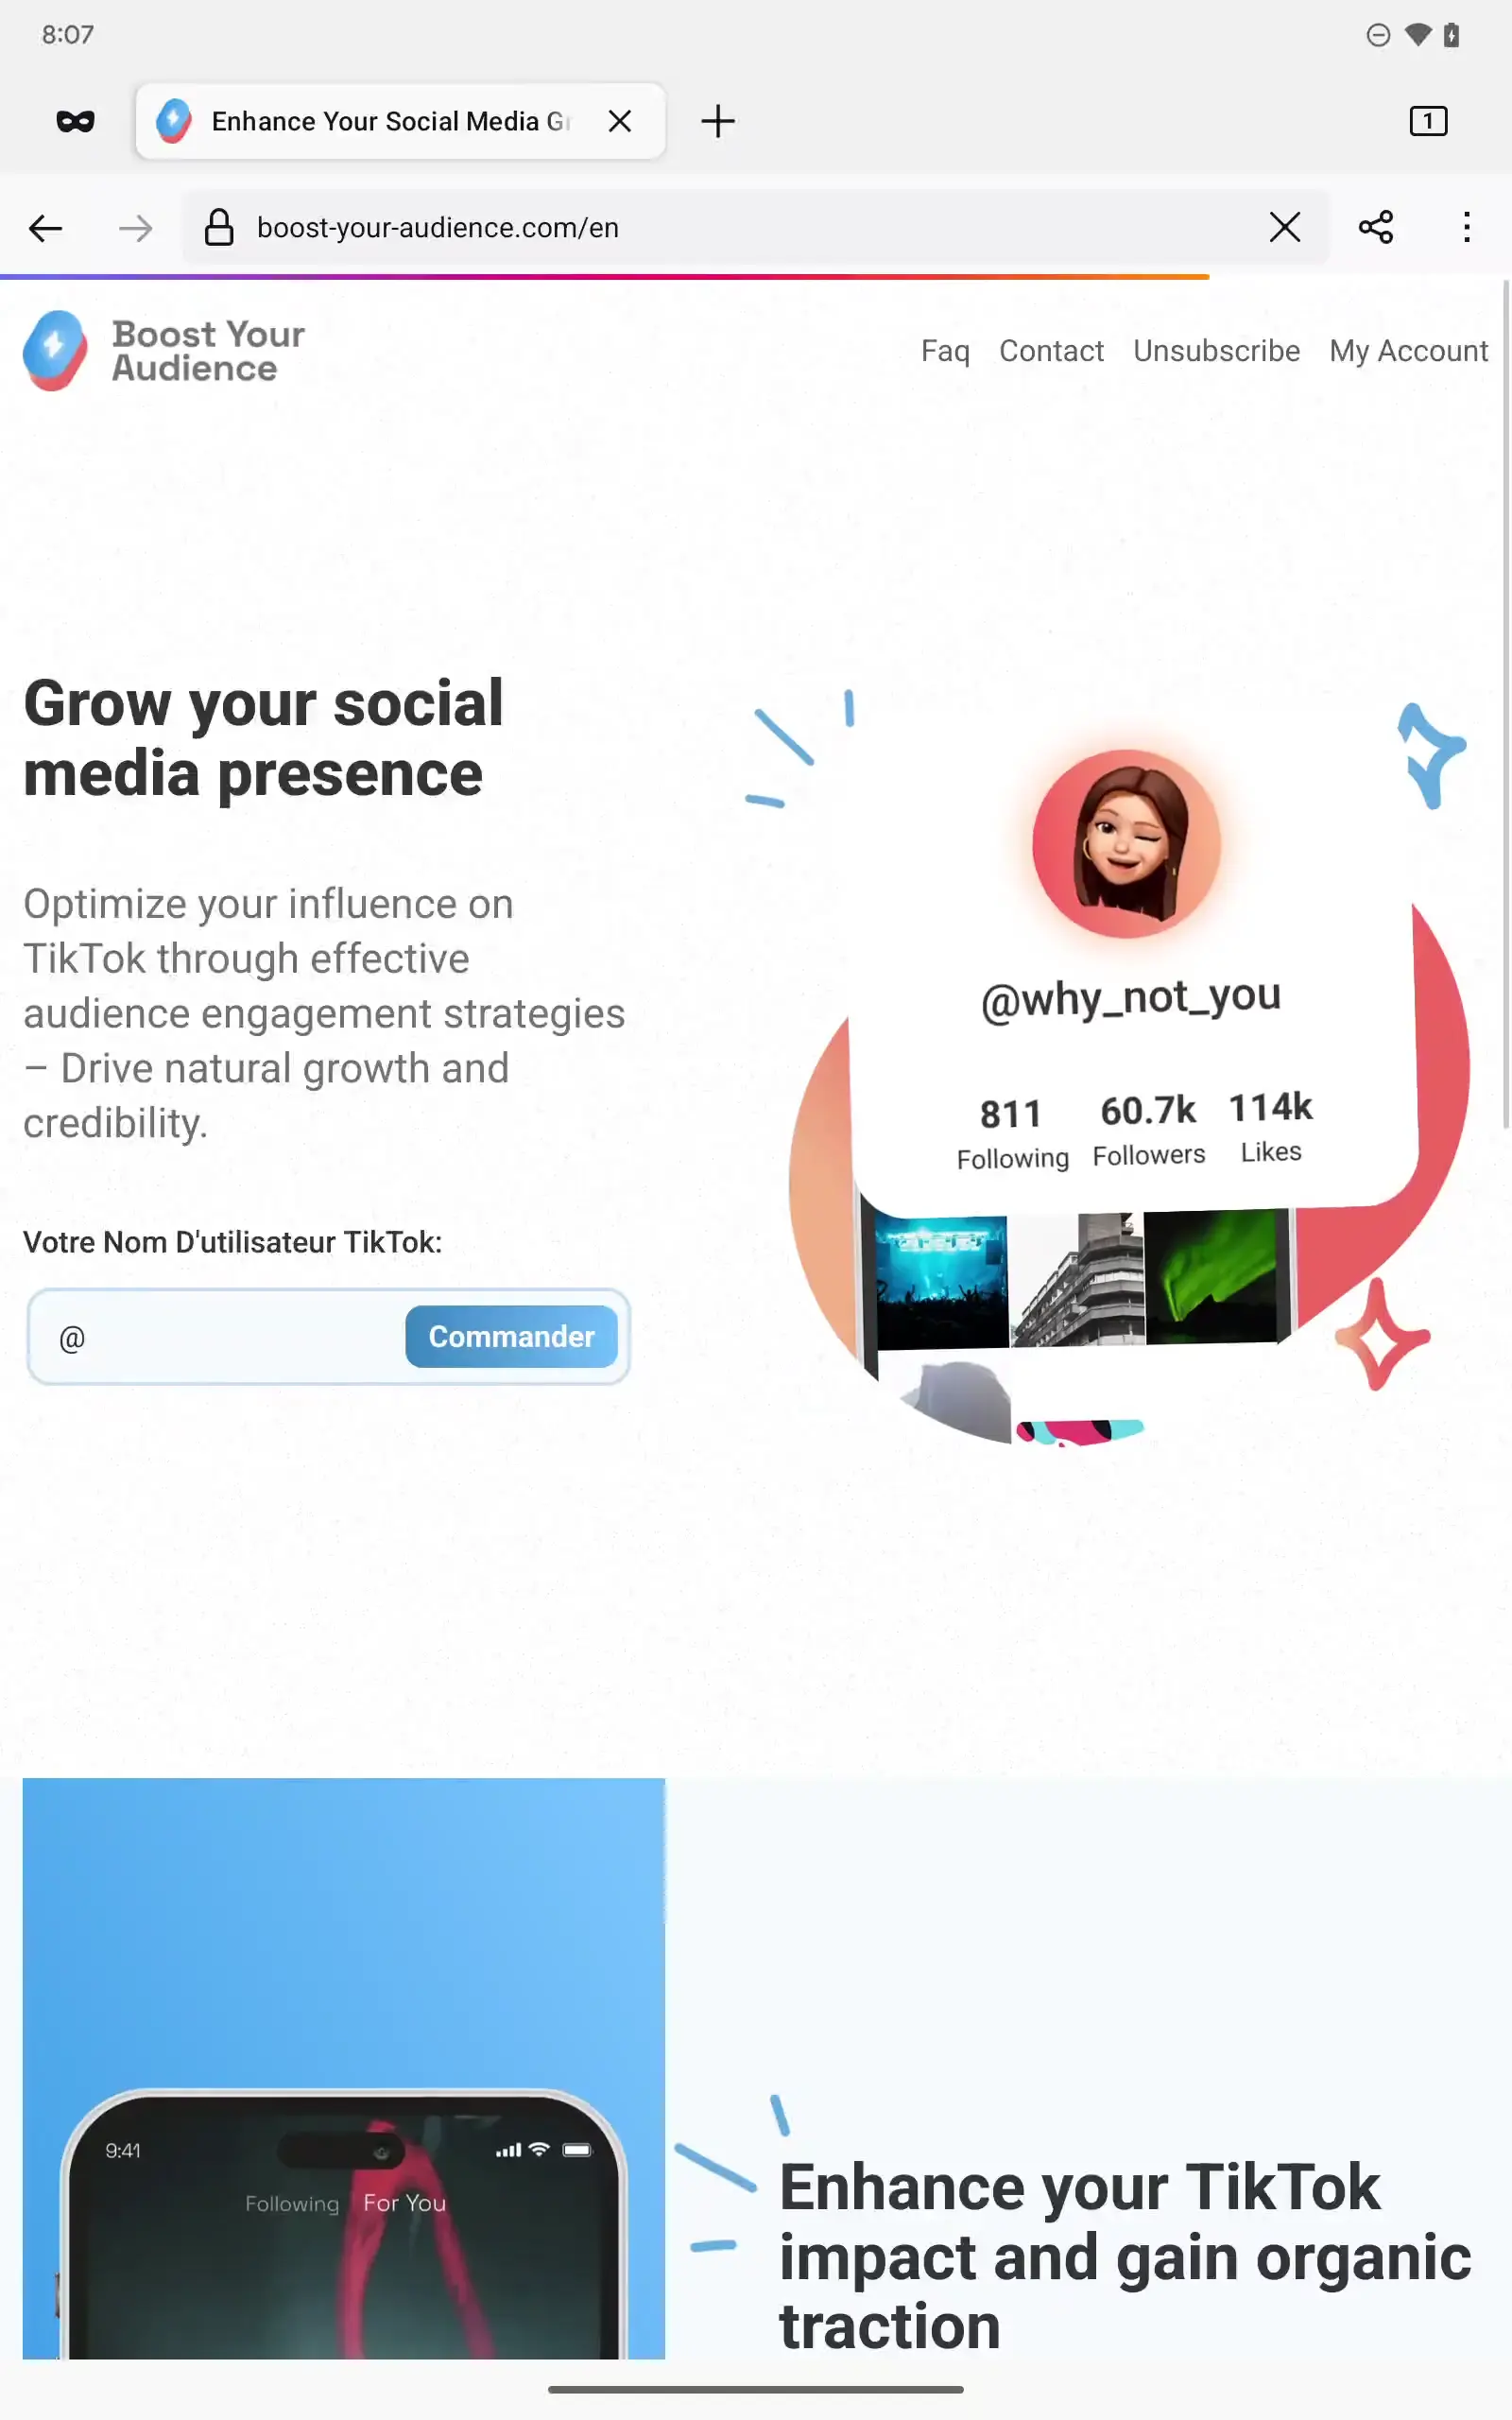 8:07
Enhance Your Social Media Gr
1
boost-your-audience.com/en
Boost Your
Audience
Faq Contact Unsubscribe My Account
Grow your social
media presence
Optimize your influence on
TikTok through effective
audience engagement strategies
– Drive natural growth and
credibility.
Votre Nom D'utilisateur TikTok:
@
Commander
@why_not_you
811 60.7k 114k
Following Followers Likes
9:41
Following For You
Enhance your TikTok
impact and gain organic
traction